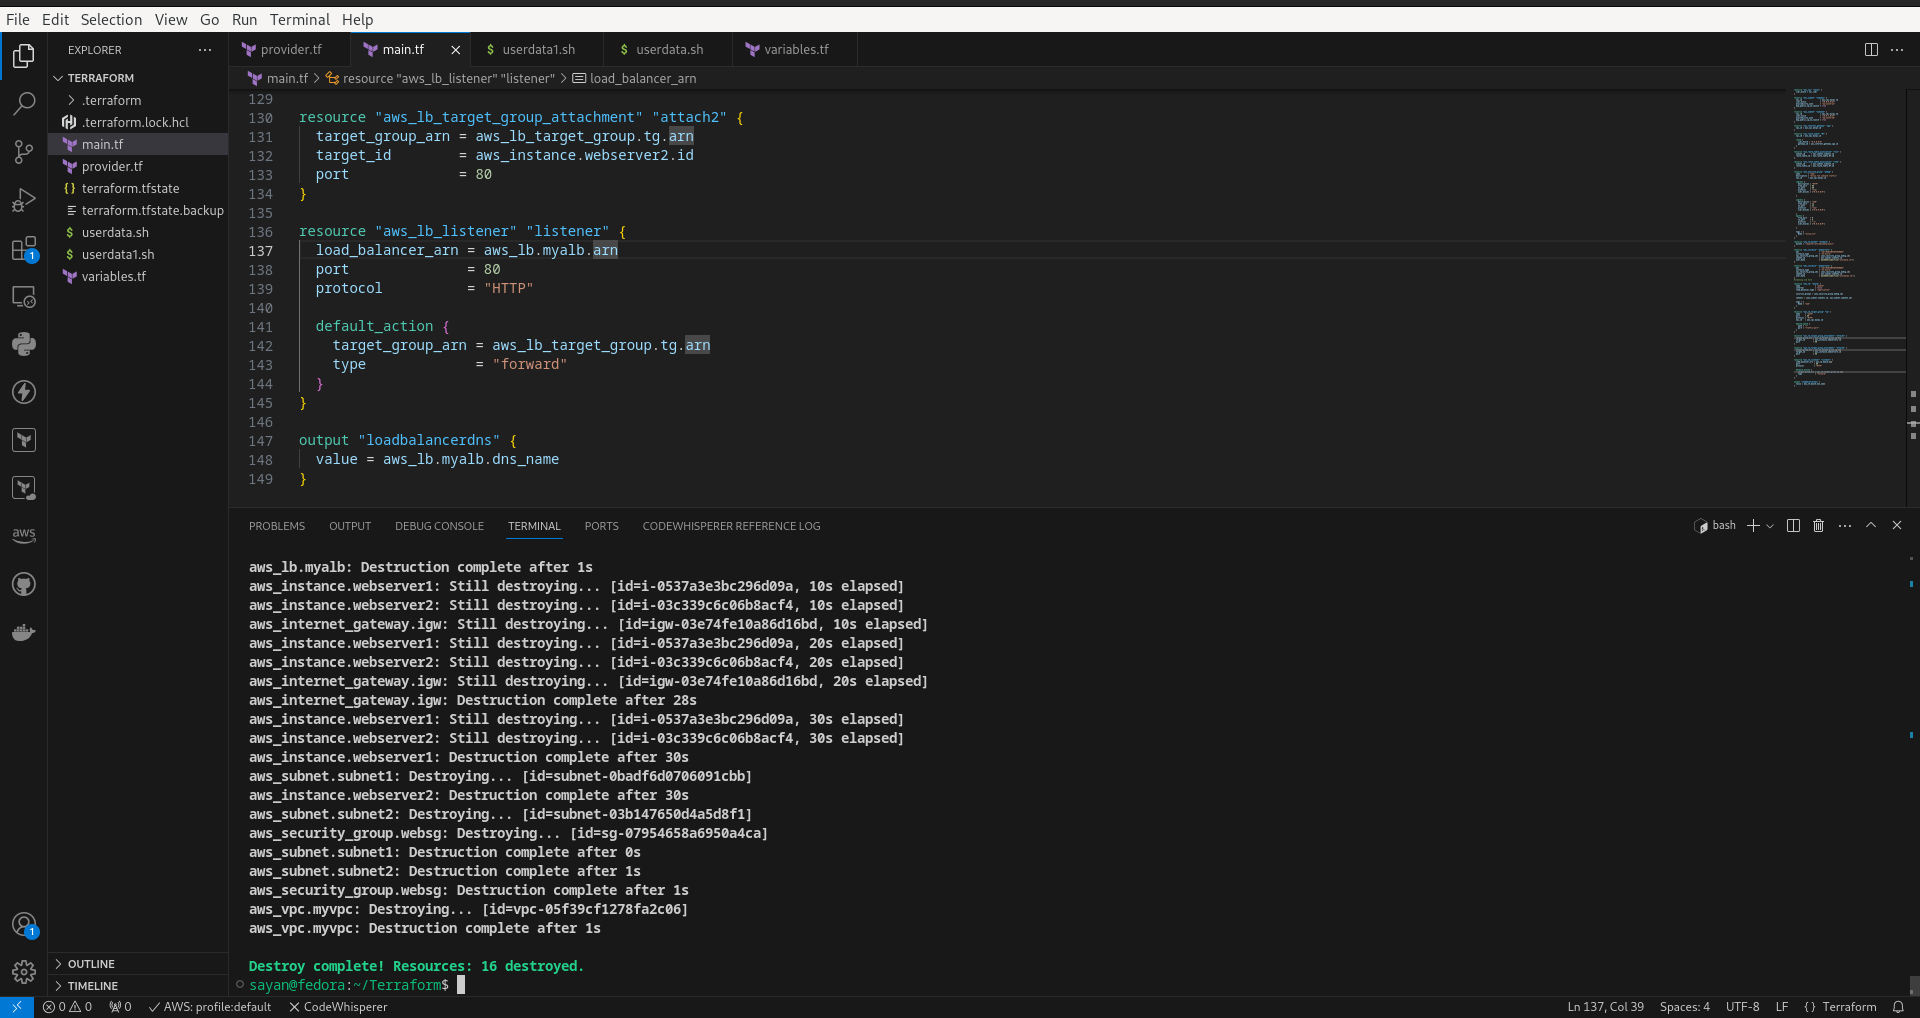 File Edit Selection View Go Run Terminal Help
EXPLORER
TERRAFORM
.terraform
.terraform.lock.hcl
main.tf
provider.tf
{} terraform.tfstate
terraform.tfstate.backup
$ userdata.sh
$ userdata1.sh
variables.tf
OUTLINE
TIMELINE
1
aws
1
provider.tf main.tf $ userdata1.sh $ userdata.sh variables.tf
main.tf > resource "aws_lb_listener" "listener" > load_balancer_arn
129
130 resource "aws_lb_target_group_attachment" "attach2" {
131 target_group_arn = aws_lb_target_group.tg.arn
132 target_id = aws_instance.webserver2.id
133 port = 80
134 }
135
136 resource "aws_lb_listener" "listener" {
137 load_balancer_arn = aws_lb.myalb.arn
138 port = 80
139 protocol = "HTTP"
140
141 default_action {
142 target_group_arn = aws_lb_target_group.tg.arn
143 type = "forward"
144 }
145 }
146
147 output "loadbalancerdns" {
148 value = aws_lb.myalb.dns_name
149 }
PROBLEMS OUTPUT DEBUG CONSOLE TERMINAL PORTS CODEWHISPERER REFERENCE LOG
bash
aws_lb.myalb: Destruction complete after 1s
aws_instance.webserver1: Still destroying... [id=i-0537a3e3bc296d09a, 10s elapsed]
aws_instance.webserver2: Still destroying... [id=i-03c339c6c06b8acf4, 10s elapsed]
aws_internet_gateway.igw: Still destroying... [id=igw-03e74fe10a86d16bd, 10s elapsed]
aws_instance.webserver1: Still destroying... [id=i-0537a3e3bc296d09a, 20s elapsed]
aws_instance.webserver2: Still destroying... [id=i-03c339c6c06b8acf4, 20s elapsed]
aws_internet_gateway.igw: Still destroying... [id=igw-03e74fe10a86d16bd, 20s elapsed]
aws_internet_gateway.igw: Destruction complete after 28s
aws_instance.webserver1: Still destroying... [id=i-0537a3e3bc296d09a, 30s elapsed]
aws_instance.webserver2: Still destroying... [id=i-03c339c6c06b8acf4, 30s elapsed]
aws_instance.webserver1: Destruction complete after 30s
aws_subnet.subnet1: Destroying... [id=subnet-0badf6d0706091cbb]
aws_instance.webserver2: Destruction complete after 30s
aws_subnet.subnet2: Destroying... [id=subnet-03b147650d4a5d8f1]
aws_security_group.websg: Destroying... [id=sg-07954658a6950a4ca]
aws_subnet.subnet1: Destruction complete after 0s
aws_subnet.subnet2: Destruction complete after 1s
aws_security_group.websg: Destruction complete after 1s
aws_vpc.myvpc: Destroying... [id=vpc-05f39cf1278fa2c06]
aws_vpc.myvpc: Destruction complete after 1s
Destroy complete! Resources: 16 destroyed.
sayan@fedora:~/Terraform$
0 0 0 AWS: profile:default CodeWhisperer Ln 137, Col 39 Spaces: 4 UTF-8 LF {} Terraform